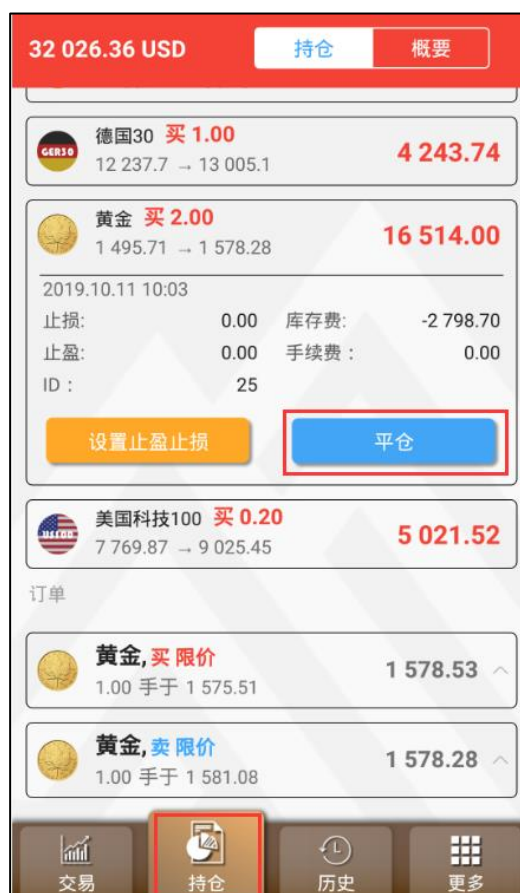 32 026.36 USD 持仓 概要
GER30 德国30 买 1.00
12 237.7 → 13 005.1 4 243.74
黄金 买 2.00
1 495.71 → 1 578.28 16 514.00
2019.10.11 10:03
止损: 0.00 库存费: -2 798.70
止盈: 0.00 手续费： 0.00
ID： 25
设置止盈止损 平仓
美国科技100 买 0.20
7 769.87 → 9 025.45 5 021.52
订单
黄金, 买 限价
1.00 手于 1 575.51 1 578.53
黄金, 卖 限价
1.00 手于 1 581.08 1 578.28
交易 持仓 历史 更多